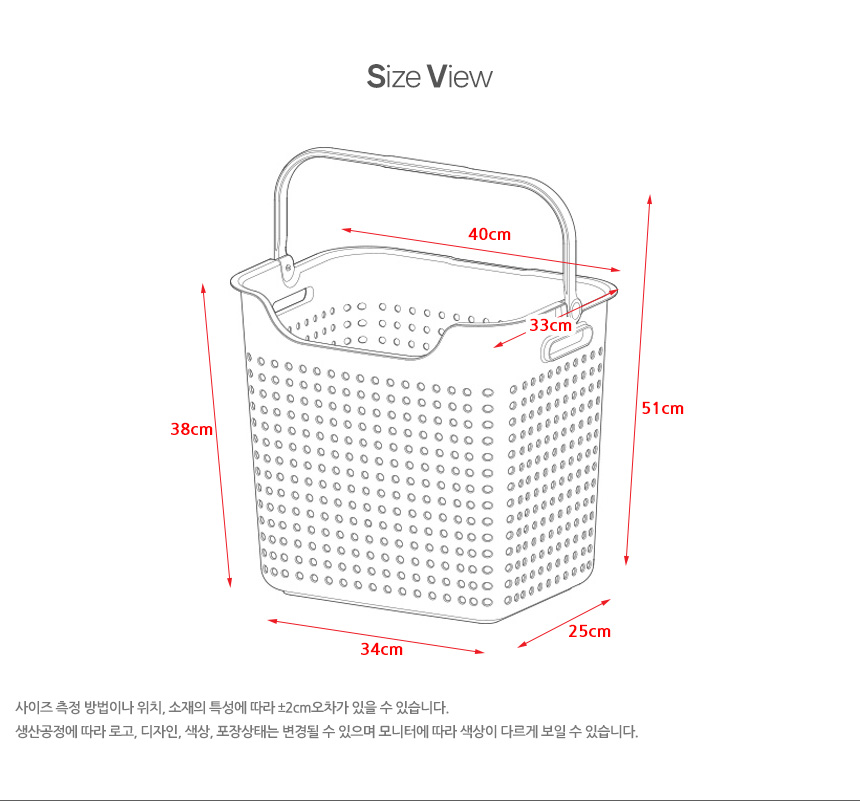 Size View
40cm
33cm
38cm
51cm
25cm
34cm
사이즈 측정 방법이나 위치, 소재의 특성에 따라 ±2cm오차가 있을 수 있습니다.
생산공정에 따라 로고, 디자인, 색상, 포장상태는 변경될 수 있으며 모니터에 따라 색상이 다르게 보일 수 있습니다.